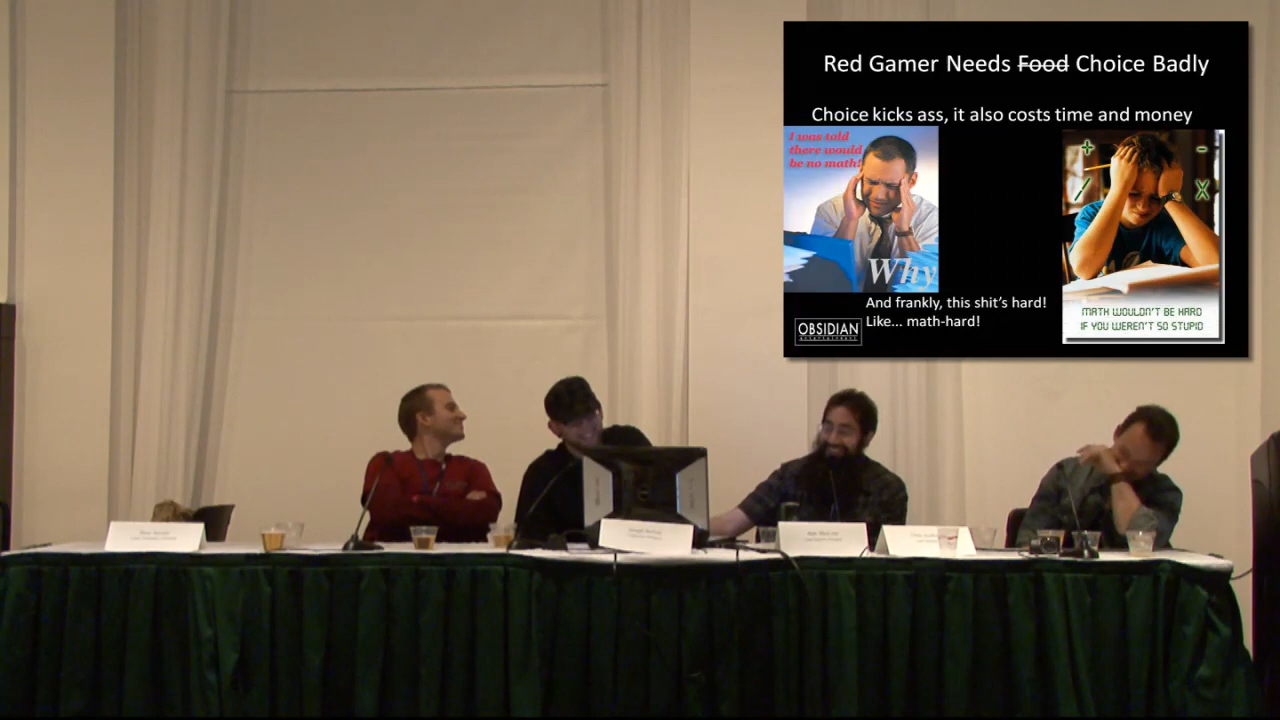 Red Gamer Needs Food Choice Badly
Choice kicks ass, it also costs time and money
I was told
there would
be no math!
Why
+ -
/ X
And frankly, this shit's hard!
Like... math-hard!
MATH WOULDN'T BE HARD
IF YOU WEREN'T SO STUPID
OBSIDIAN
entertainment